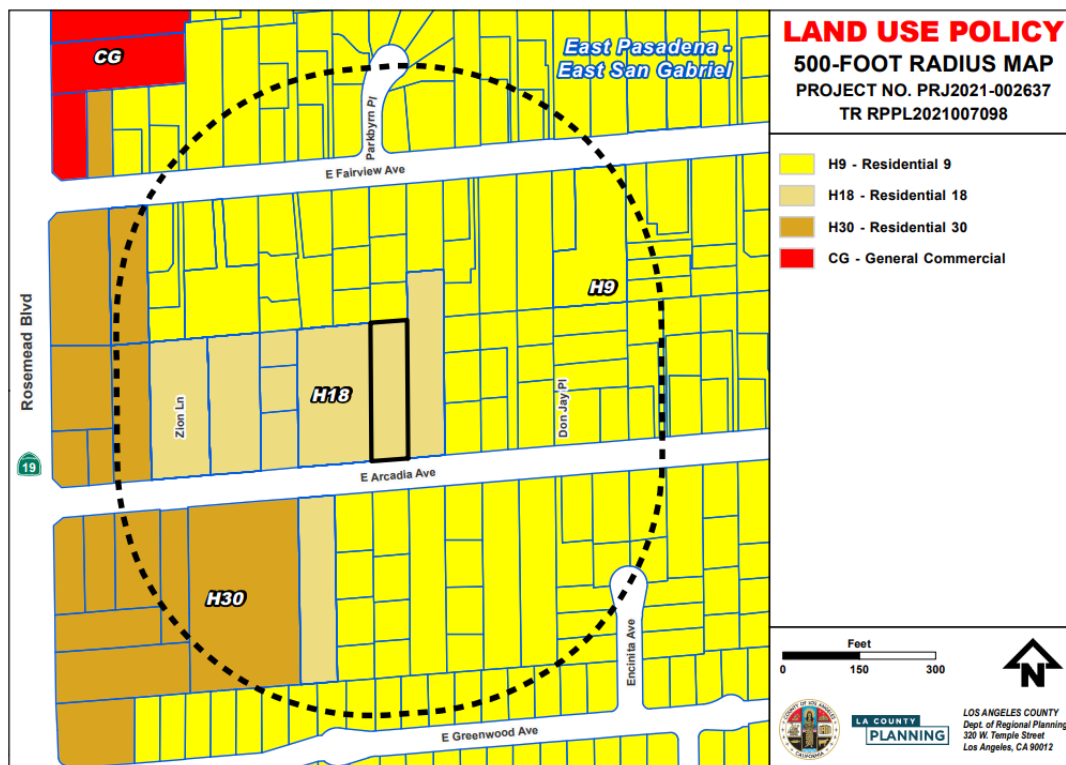 CG
East Pasadena -
East San Gabriel
Parkbyrn Pl
E Fairview Ave
H9
Rosemead Blvd
Zion Ln
H18
Don Jay Pl
19
E Arcadia Ave
H30
Encinita Ave
E Greenwood Ave
LAND USE POLICY
500-FOOT RADIUS MAP
PROJECT NO. PRJ2021-002637
TR RPPL2021007098
H9 - Residential 9
H18 - Residential 18
H30 - Residential 30
CG - General Commercial
Feet
0 150 300
N
LA COUNTY
PLANNING
LOS ANGELES COUNTY
Dept. of Regional Planning
320 W. Temple Street
Los Angeles, CA 90012